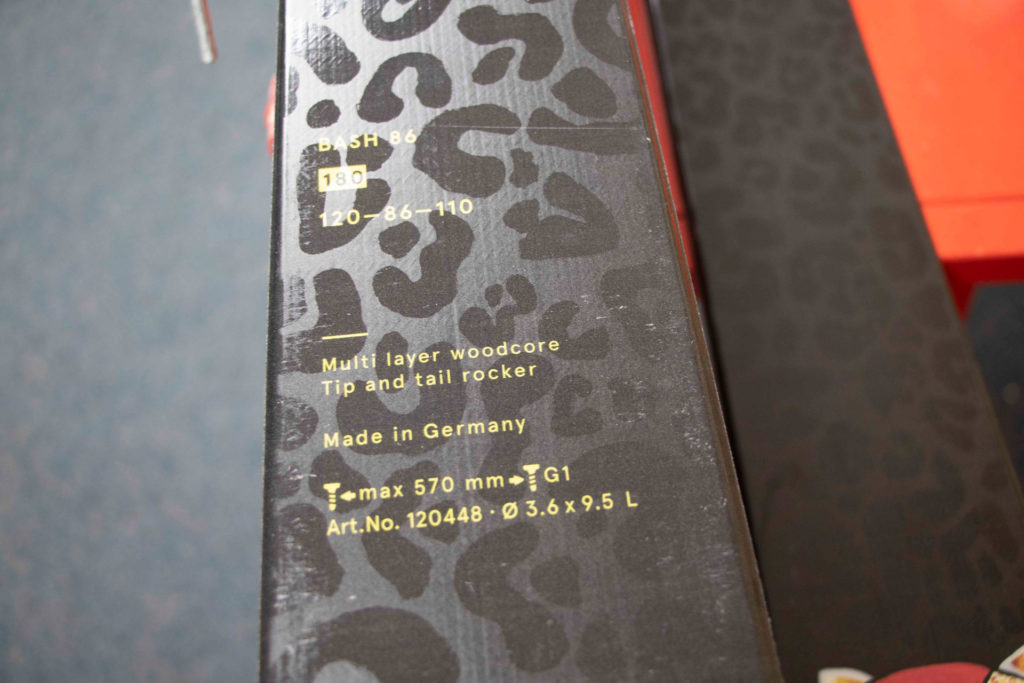 BASH 86
180
120—86—110
Multi layer woodcore
Tip and tail rocker
Made in Germany
max 570 mm G1
Art.No. 120448 · Ø 3.6 x 9.5 L